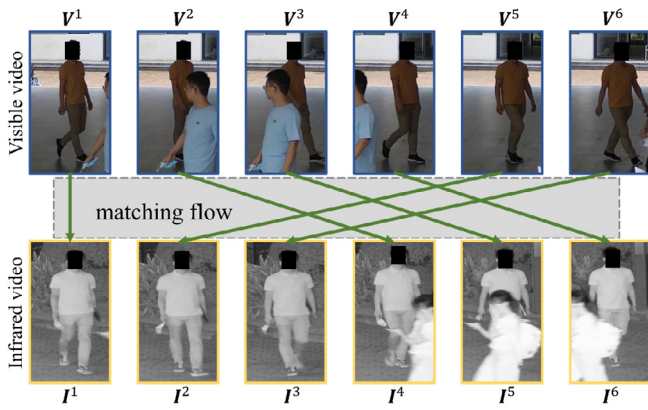 V¹ V² V³ V⁴ V⁵ V⁶
Visible video
matching flow
Infrared video
I¹ I² I³ I⁴ I⁵ I⁶